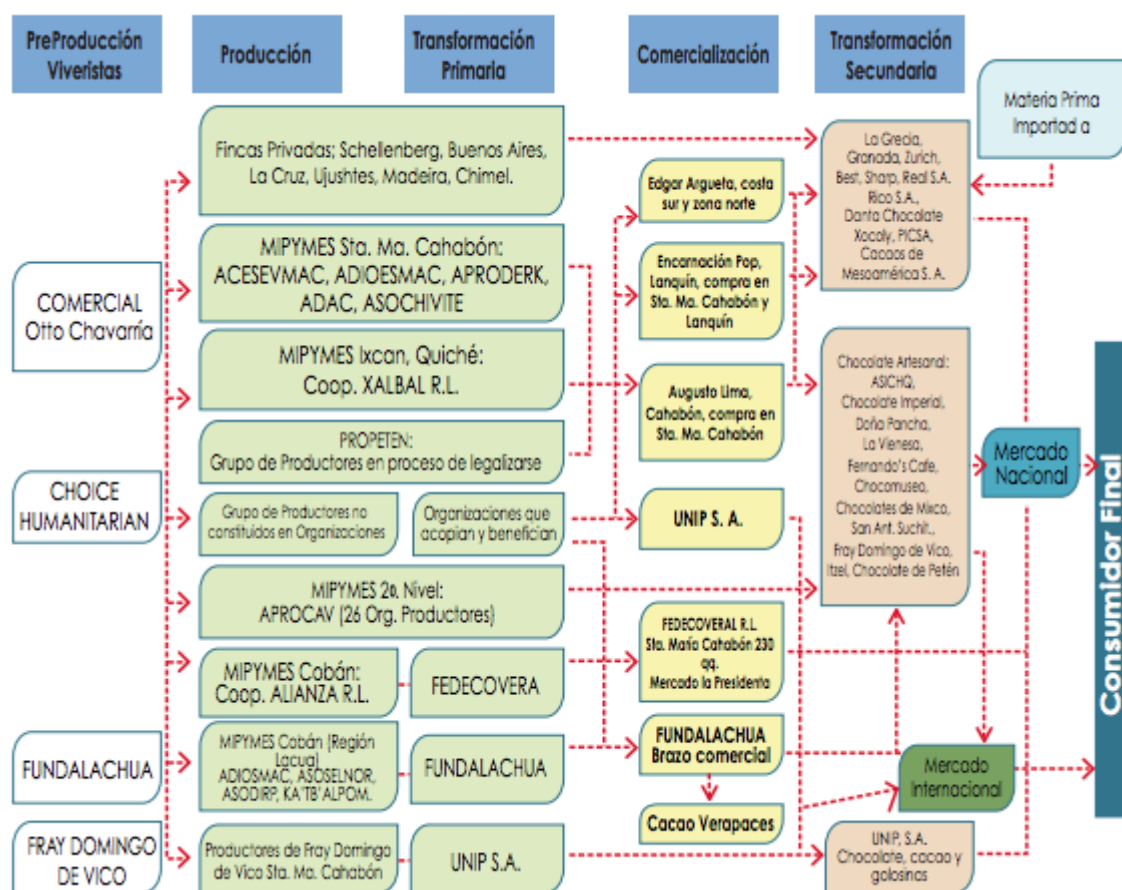 PreProducción
Viveristas
Producción
Transformación
Primaria
Comercialización
Transformación
Secundaria
Materia Prima
Importad a
COMERCIAL
Otto Chavarría
CHOICE
HUMANITARIAN
FUNDALACHUA
FRAY DOMINGO
DE VICO
Fincas Privadas; Schellenberg, Buenos Aires,
La Cruz, Ujushtes, Madeira, Chimel.
MIPYMES Sta. Ma. Cahabón:
ACESEVMAC, ADIOESMAC, APRODERK,
ADAC, ASOCHIVITE
MIPYMES Ixcan, Quiché:
Coop. XALBAL R.L.
PROPETEN:
Grupo de Productores en proceso de legalizarse
Grupo de Productores no
constituidos en Organizaciones
Organizaciones que
acopian y benefician
MIPYMES 2o. Nivel:
APROCAV (26 Org. Productores)
MIPYMES Cobán:
Coop. ALIANZA R.L.
FEDECOVERA
MIPYMES Cobán (Región
Lacua)
ADIOSMAC, ASOSELNOR,
ASODIRP, KA'TB'ALPOM.
FUNDALACHUA
Productores de Fray Domingo
de Vico Sta. Ma. Cahabón
UNIP S.A.
Edgar Argueta, costa
sur y zona norte
Encarnación Pop,
Lanquín, compra en
Sta. Ma. Cahabón y
Lanquín
Augusto Lima,
Cahabón, compra en
Sta. Ma. Cahabón
UNIP S. A.
FEDECOVERAL R.L.
Sta. María Cahabón 230
qq.
Mercado la Presidenta
FUNDALACHUA
Brazo comercial
Cacao Verapaces
La Grecia,
Granada, Zurich,
Best, Sharp, Real S.A.
Rico S.A.,
Danta Chocolate
Xocoly, PICSA,
Cacaos de
Mesoamérica S. A.
Chocolate Artesanal:
ASICHQ,
Chocolate Imperial,
Doña Pancha,
La Vienesa,
Fernando's Cafe,
Chocomuseo,
Chocolates de Mixco,
San Ant. Suchit.,
Fray Domingo de Vico,
Itzel, Chocolate de Petén
UNIP, S.A.
Chocolate, cacao y
golosinas
Mercado
Nacional
Mercado
Internacional
Consumidor Final